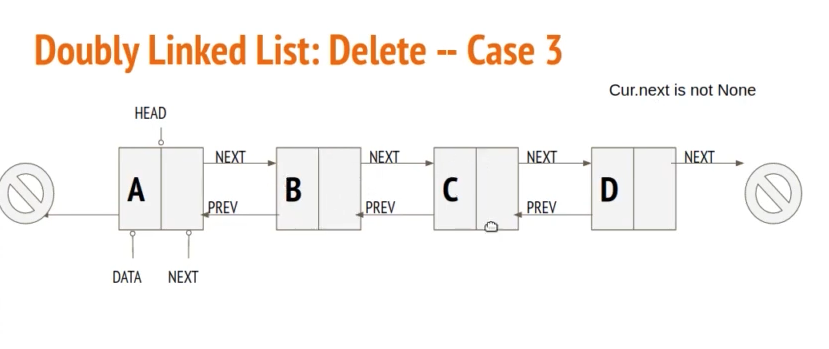 Doubly Linked List: Delete -- Case 3
Cur.next is not None
HEAD
NEXT NEXT NEXT NEXT
A B C D
PREV PREV PREV
DATA NEXT